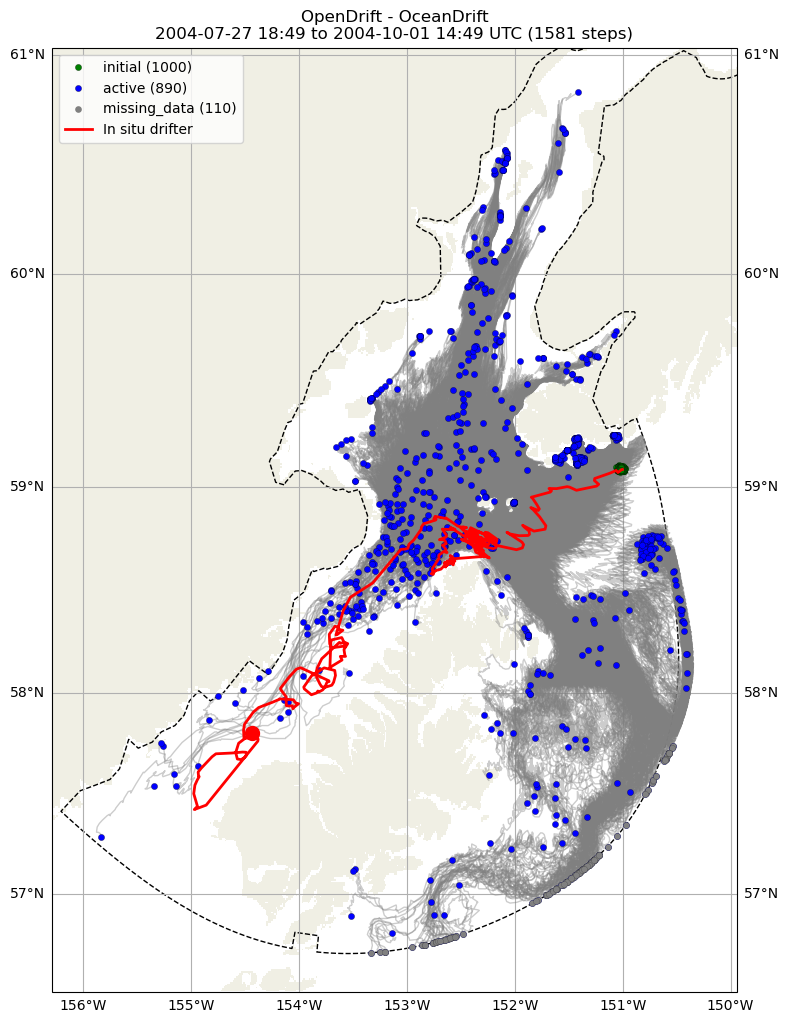 OpenDrift - OceanDrift
2004-07-27 18:49 to 2004-10-01 14:49 UTC (1581 steps)
61°N 61°N
initial (1000)
active (890)
missing_data (110)
In situ drifter
60°N 60°N
59°N 59°N
58°N 58°N
57°N 57°N
156°W 155°W 154°W 153°W 152°W 151°W 150°W